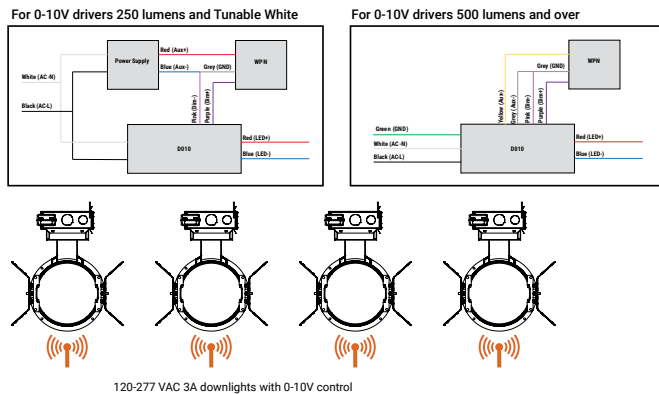 For 0-10V drivers 250 lumens and Tunable White
Power Supply
Red (Aux+)
Blue (Aux-)
Grey (GND)
WPN
White (AC-N)
Black(AC-L)
Pink(Dim-)
Purple (Dim+)
D010
Red (LED+)
Blue (LED-)
For 0-10V drivers 500 lumens and over
WPN
Grey (GND)
Yellow (Aux+)
Grey (Aux-)
Pink (Dim-)
Purple(Dim+)
Green (GND)
White (AC -N)
Black (AC-L)
D010
Red (LED+)
Blue (LED-)
120-277 VAC 3A downlights with 0-10V control